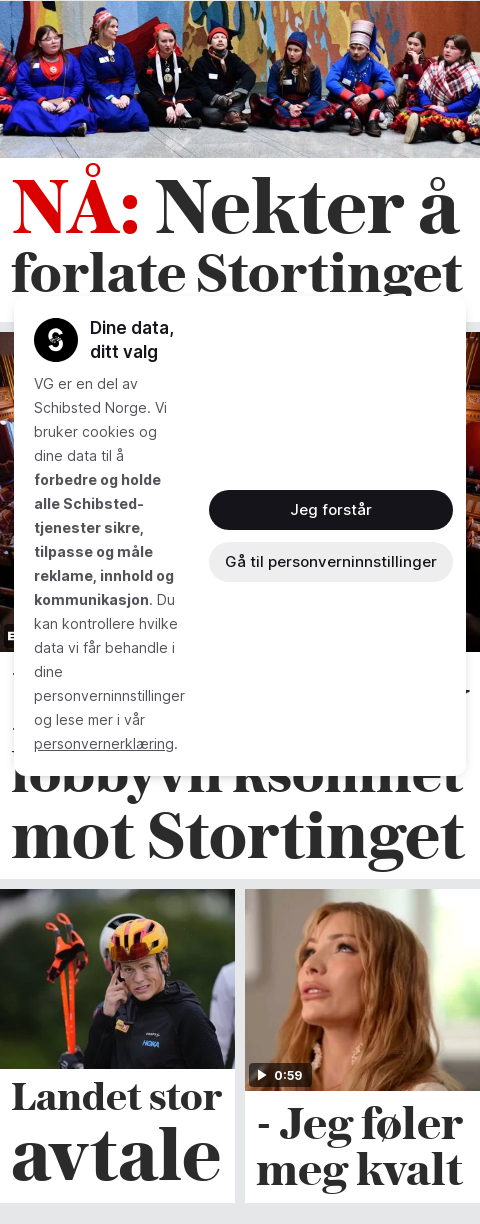 NÅ: Nekter å
forlate Stortinget
Dine data,
ditt valg
VG er en del av
Schibsted Norge. Vi
bruker cookies og
dine data til å
forbedre og holde
alle Schibsted-
tjenester sikre,
tilpasse og måle
reklame, innhold og
kommunikasjon. Du
kan kontrollere hvilke
data vi får behandle i
dine
personverninnstillinger
og lese mer i vår
personvernerklæring.
Jeg forstår
Gå til personverninnstillinger
lobbyvirksomhet
mot Stortinget
Landet stor
avtale
0:59
- Jeg føler
meg kvalt